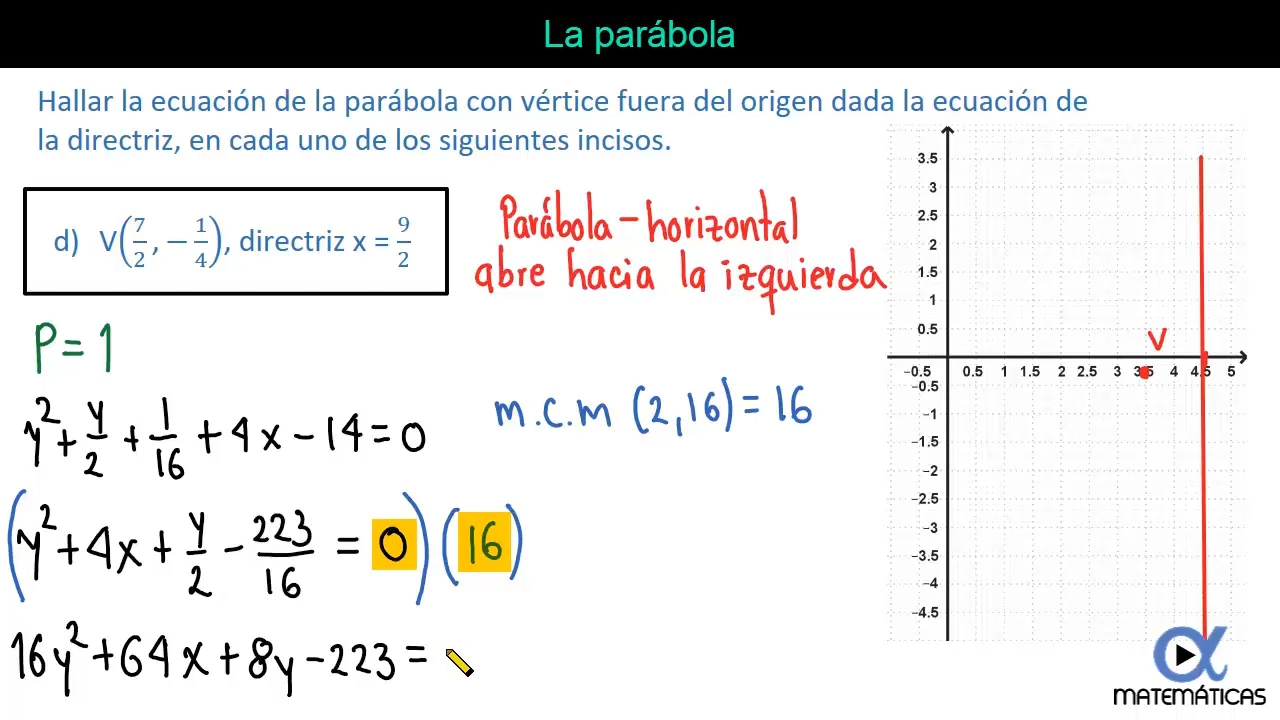 La parábola
Hallar la ecuación de la parábola con vértice fuera del origen dada la ecuación de
la directriz, en cada uno de los siguientes incisos.
d) V(7/2, −1/4), directriz x = 9/2
Parábola - horizontal
abre hacia la izquierda
P = 1
m.c.m (2,16) = 16
y² + y/2 + 1/16 + 4x − 14 = 0
(y² + 4x + y/2 − 223/16 = 0) (16)
16y² + 64x + 8y − 223 =
3.5
3
2.5
2
1.5
1
0.5
V
−0.5 0.5 1 1.5 2 2.5 3 3.5 4 4.5 5
−0.5
−1
−1.5
−2
−2.5
−3
−3.5
−4
−4.5
MATEMÁTICAS